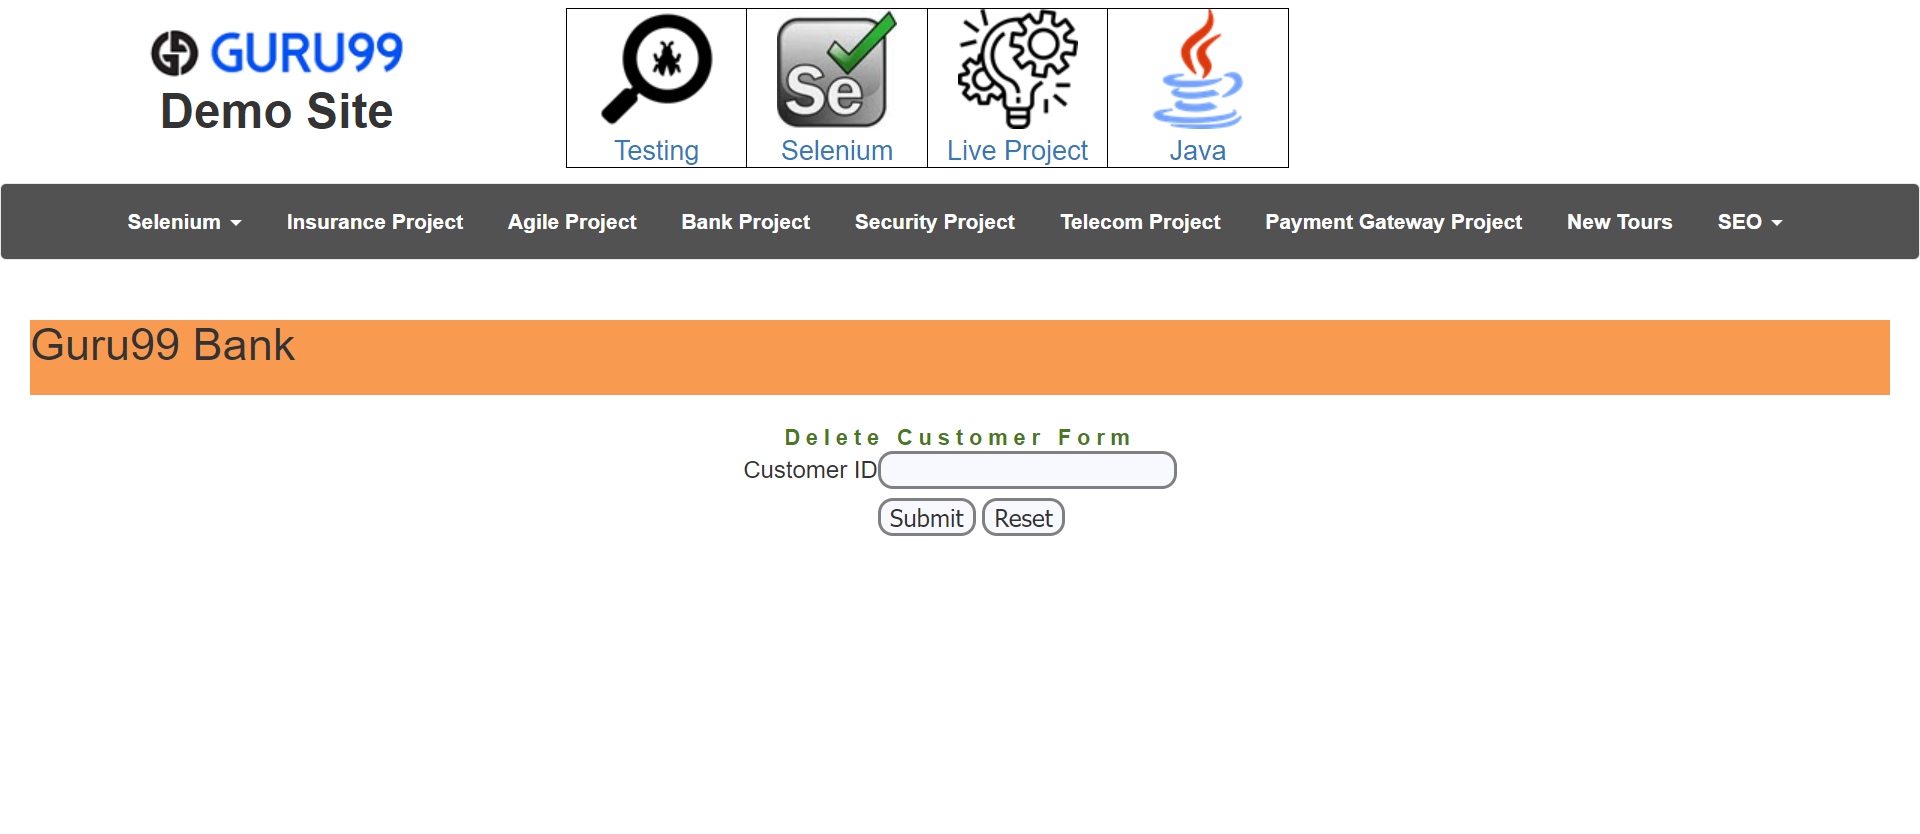 GURU99
Demo Site
Se
Testing
Selenium
Live Project
Java
Selenium
Insurance Project
Agile Project
Bank Project
Security Project
Telecom Project
Payment Gateway Project
New Tours
SEO
Guru99 Bank
Delete Customer Form
Customer ID
Submit
Reset